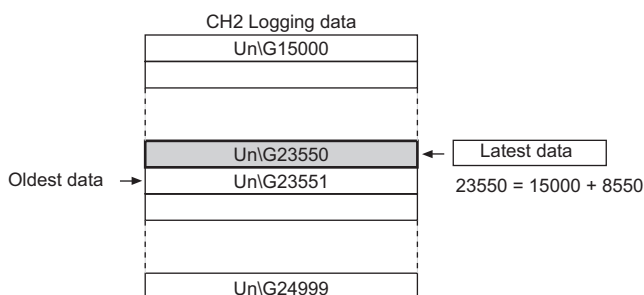 CH2 Logging data
Un\G15000
Un\G23550
Latest data
Oldest data
Un\G23551
23550 = 15000 + 8550
Un\G24999